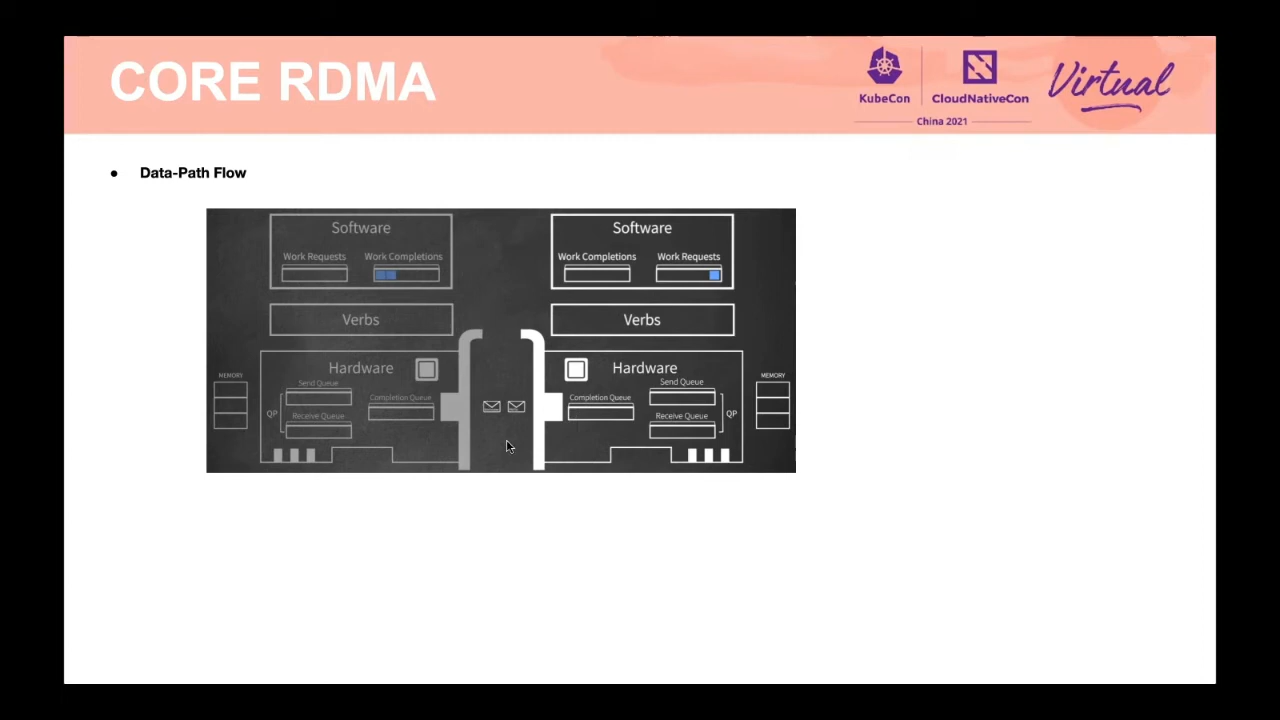 CORE RDMA
KubeCon
CloudNativeCon
Virtual
China 2021
● Data-Path Flow
Software
Work Requests
Work Completions
Verbs
Hardware
MEMORY
Send Queue
Completion Queue
QP
Receive Queue
Software
Work Completions
Work Requests
Verbs
Hardware
MEMORY
Send Queue
Completion Queue
QP
Receive Queue